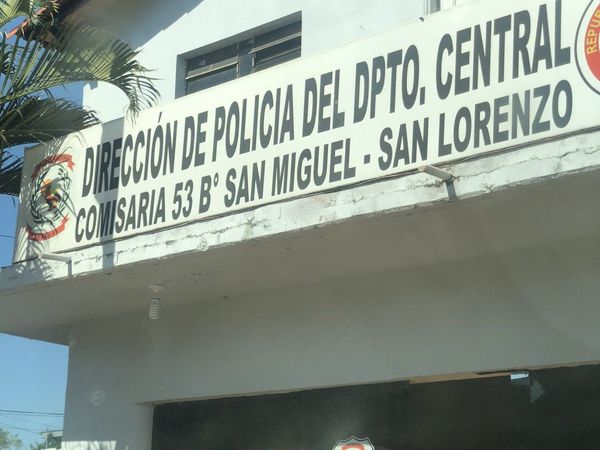 DIRECCIÓN DE POLICIA DEL DPTO. CENTRAL
COMISARIA 53 B° SAN MIGUEL - SAN LORENZO